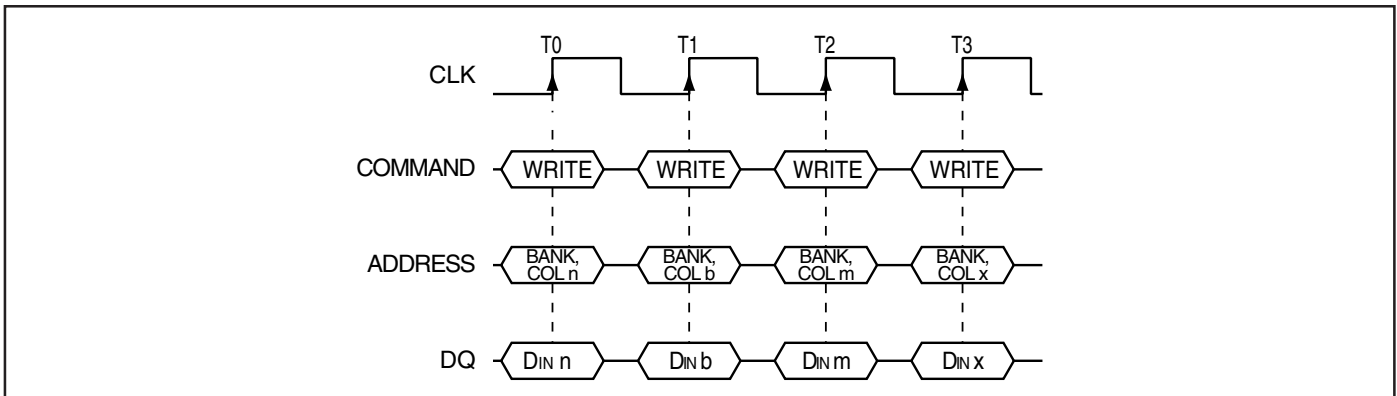 T0 T1 T2 T3
CLK
COMMAND WRITE WRITE WRITE WRITE
ADDRESS BANK, COL n BANK, COL b BANK, COL m BANK, COL x
DQ DIN n DIN b DIN m DIN x